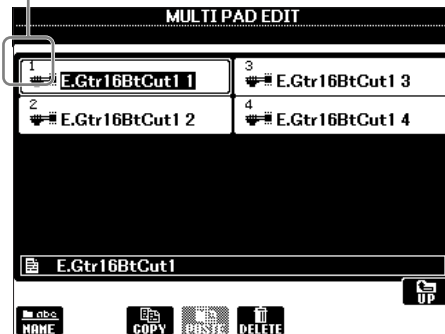 MULTI PAD EDIT
1
E.Gtr16BtCut1 1
3
E.Gtr16BtCut1 3
2
E.Gtr16BtCut1 2
4
E.Gtr16BtCut1 4
E.Gtr16BtCut1
UP
abc
NAME COPY PASTE DELETE